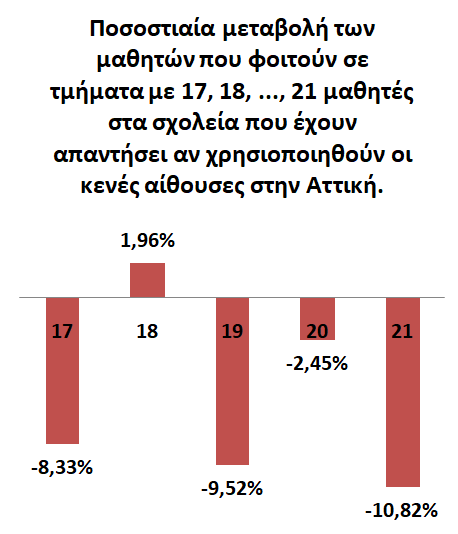 Ποσοστιαία μεταβολή των
μαθητών που φοιτούν σε
τμήματα με 17, 18, ..., 21 μαθητές
στα σχολεία που έχουν
απαντήσει αν χρησιοποιηθούν οι
κενές αίθουσες στην Αττική.
1,96%
17 18 19 20 21
-2,45%
-8,33%
-9,52%
-10,82%